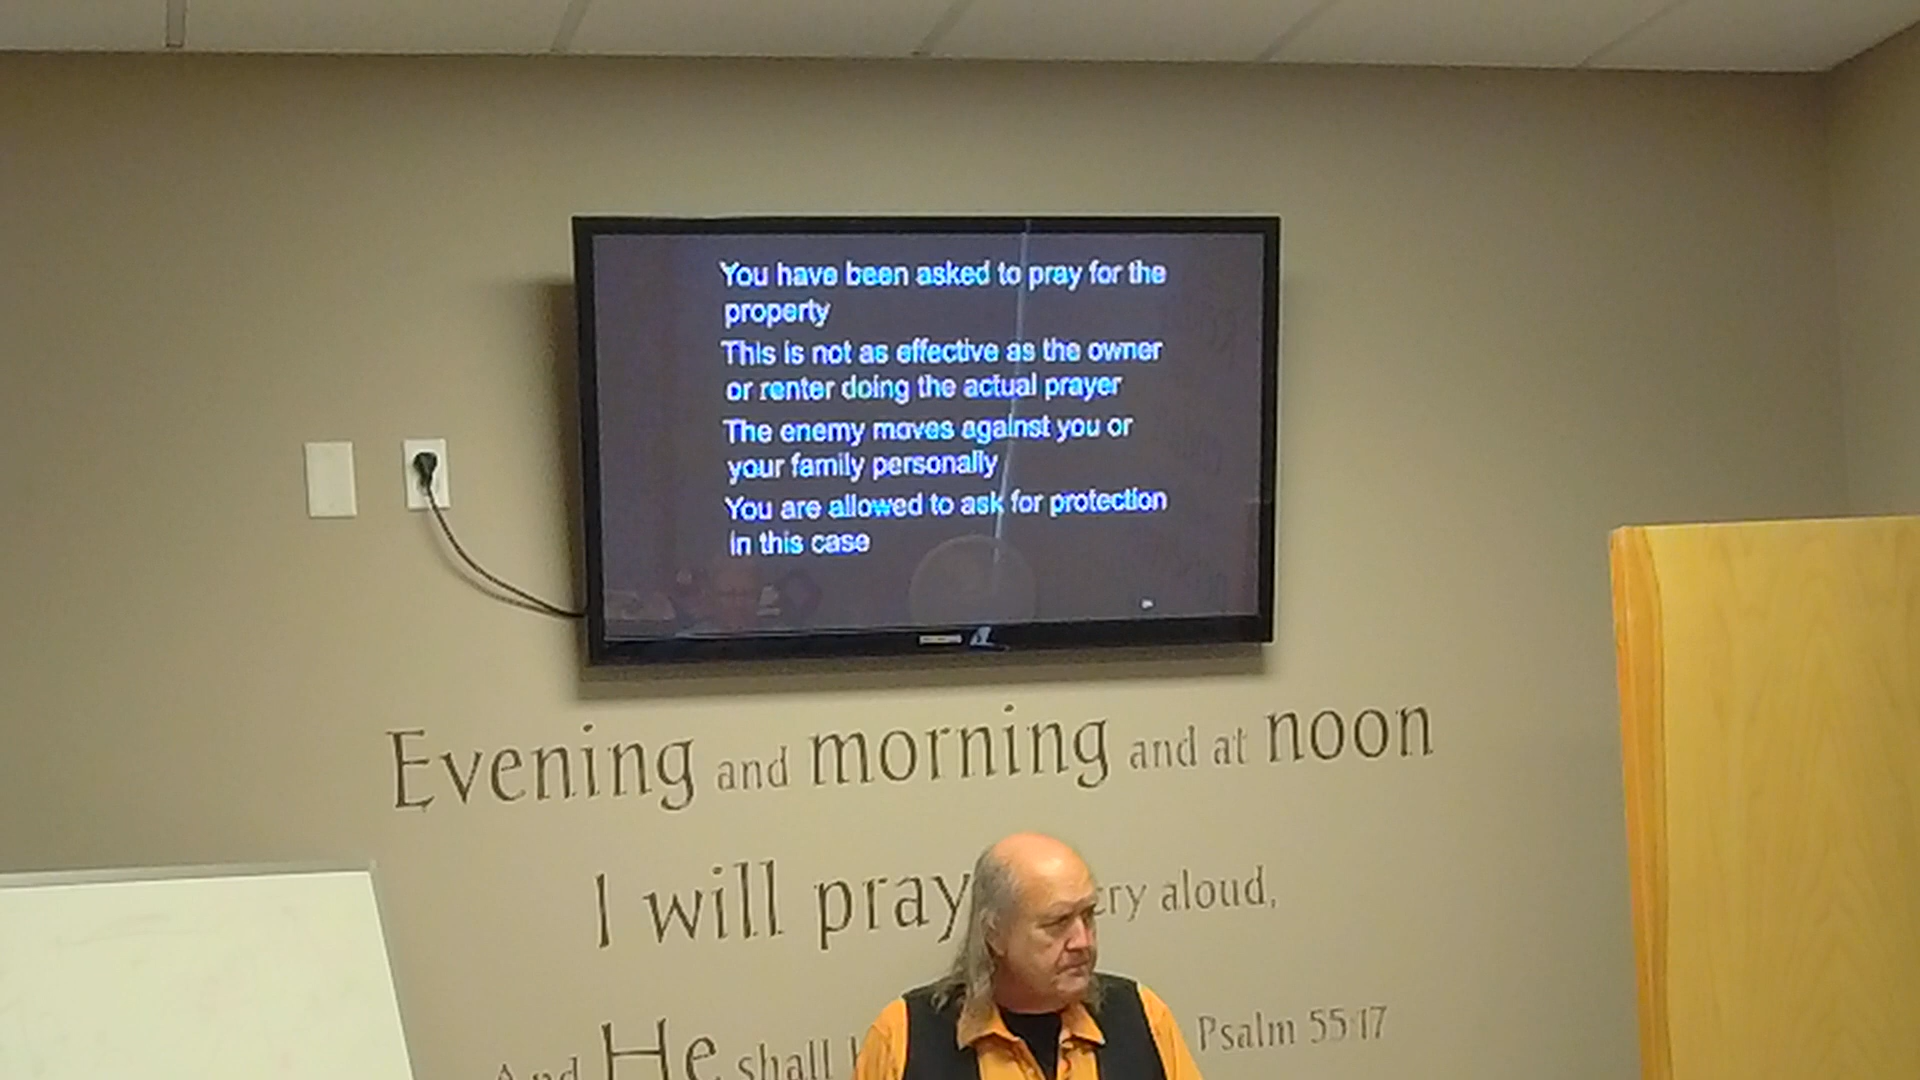 You have been asked to pray for the
property
This is not as effective as the owner
or renter doing the actual prayer
The enemy moves against you or
your family personally
You are allowed to ask for protection
in this case
Evening and morning and at noon
I will pray cry aloud,
And He shall
Psalm 55:17